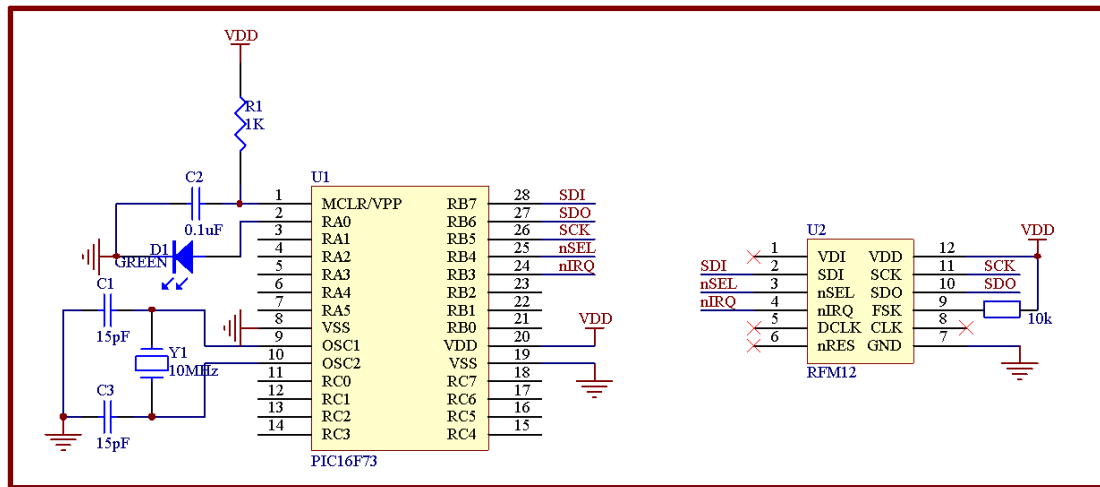 VDD
R1
1K
C2
0.1uF
D1
GREEN
C1
15pF
Y1
10MHz
C3
15pF
U1
1 MCLR/VPP RB7 28 SDI
2 RA0 RB6 27 SDO
3 RA1 RB5 26 SCK
4 RA2 RB4 25 nSEL
5 RA3 RB3 24 nIRQ
6 RA4 RB2 23
7 RA5 RB1 22
8 VSS RB0 21
9 OSC1 VDD 20 VDD
10 OSC2 VSS 19
11 RC0 RC7 18
12 RC1 RC6 17
13 RC2 RC5 16
14 RC3 RC4 15
PIC16F73
U2
VDD
1 VDI VDD 12
SDI 2 SDI SCK 11 SCK
nSEL 3 nSEL SDO 10 SDO
nIRQ 4 nIRQ FSK 9
10k
5 DCLK CLK 8
6 nRES GND 7
RFM12